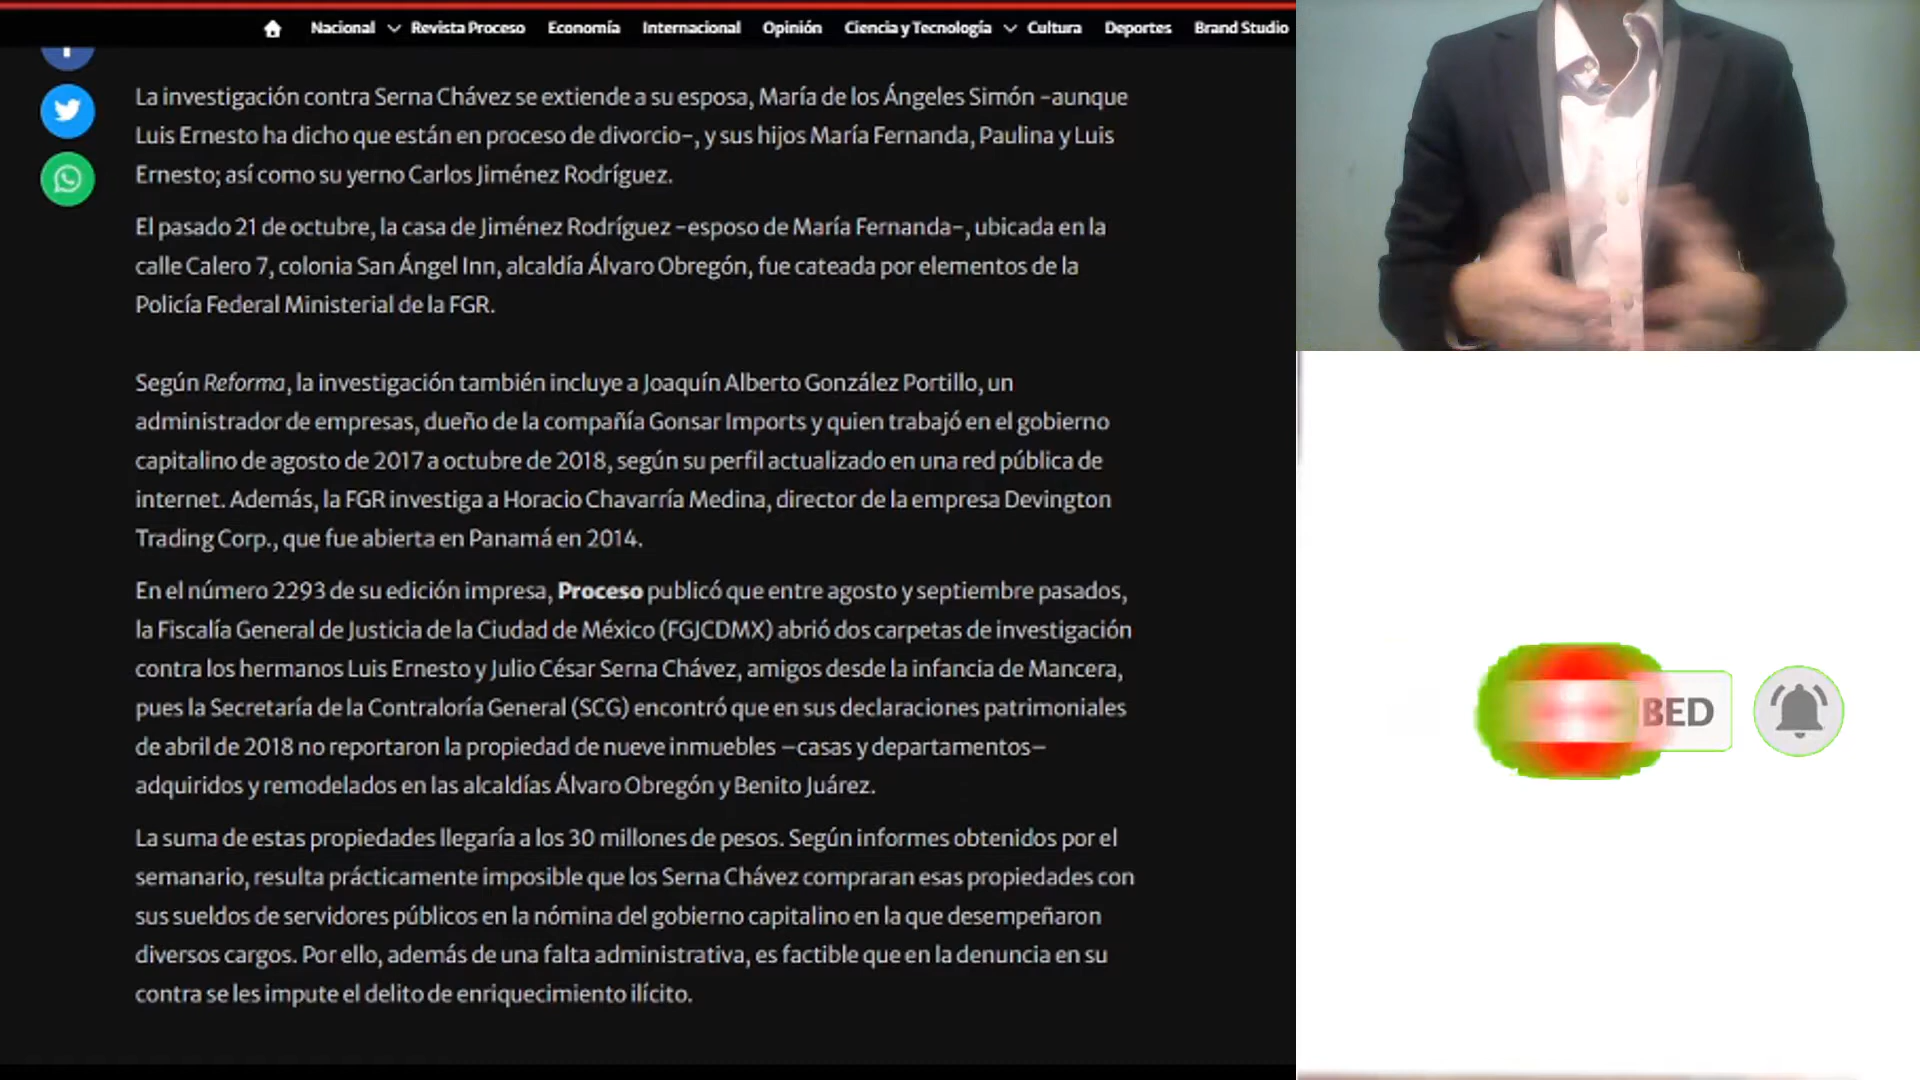 Nacional Revista Proceso Economía Internacional Opinión Ciencia y Tecnología Cultura Deportes Brand Studio
La investigación contra Serna Chávez se extiende a su esposa, María de los Ángeles Simón -aunque
Luis Ernesto ha dicho que están en proceso de divorcio-, y sus hijos María Fernanda, Paulina y Luis
Ernesto; así como su yerno Carlos Jiménez Rodríguez.
El pasado 21 de octubre, la casa de Jiménez Rodríguez -esposo de María Fernanda-, ubicada en la
calle Calero 7, colonia San Ángel Inn, alcaldía Álvaro Obregón, fue cateada por elementos de la
Policía Federal Ministerial de la FGR.
Según Reforma, la investigación también incluye a Joaquín Alberto González Portillo, un
administrador de empresas, dueño de la compañía Gonsar Imports y quien trabajó en el gobierno
capitalino de agosto de 2017 a octubre de 2018, según su perfil actualizado en una red pública de
internet. Además, la FGR investiga a Horacio Chavarría Medina, director de la empresa Devington
Trading Corp., que fue abierta en Panamá en 2014.
En el número 2293 de su edición impresa, Proceso publicó que entre agosto y septiembre pasados,
la Fiscalía General de Justicia de la Ciudad de México (FGJCDMX) abrió dos carpetas de investigación
contra los hermanos Luis Ernesto y Julio César Serna Chávez, amigos desde la infancia de Mancera,
pues la Secretaría de la Contraloría General (SCG) encontró que en sus declaraciones patrimoniales
de abril de 2018 no reportaron la propiedad de nueve inmuebles –casas y departamentos–
adquiridos y remodelados en las alcaldías Álvaro Obregón y Benito Juárez.
La suma de estas propiedades llegaría a los 30 millones de pesos. Según informes obtenidos por el
semanario, resulta prácticamente imposible que los Serna Chávez compraran esas propiedades con
sus sueldos de servidores públicos en la nómina del gobierno capitalino en la que desempeñaron
diversos cargos. Por ello, además de una falta administrativa, es factible que en la denuncia en su
contra se les impute el delito de enriquecimiento ilícito.
BED